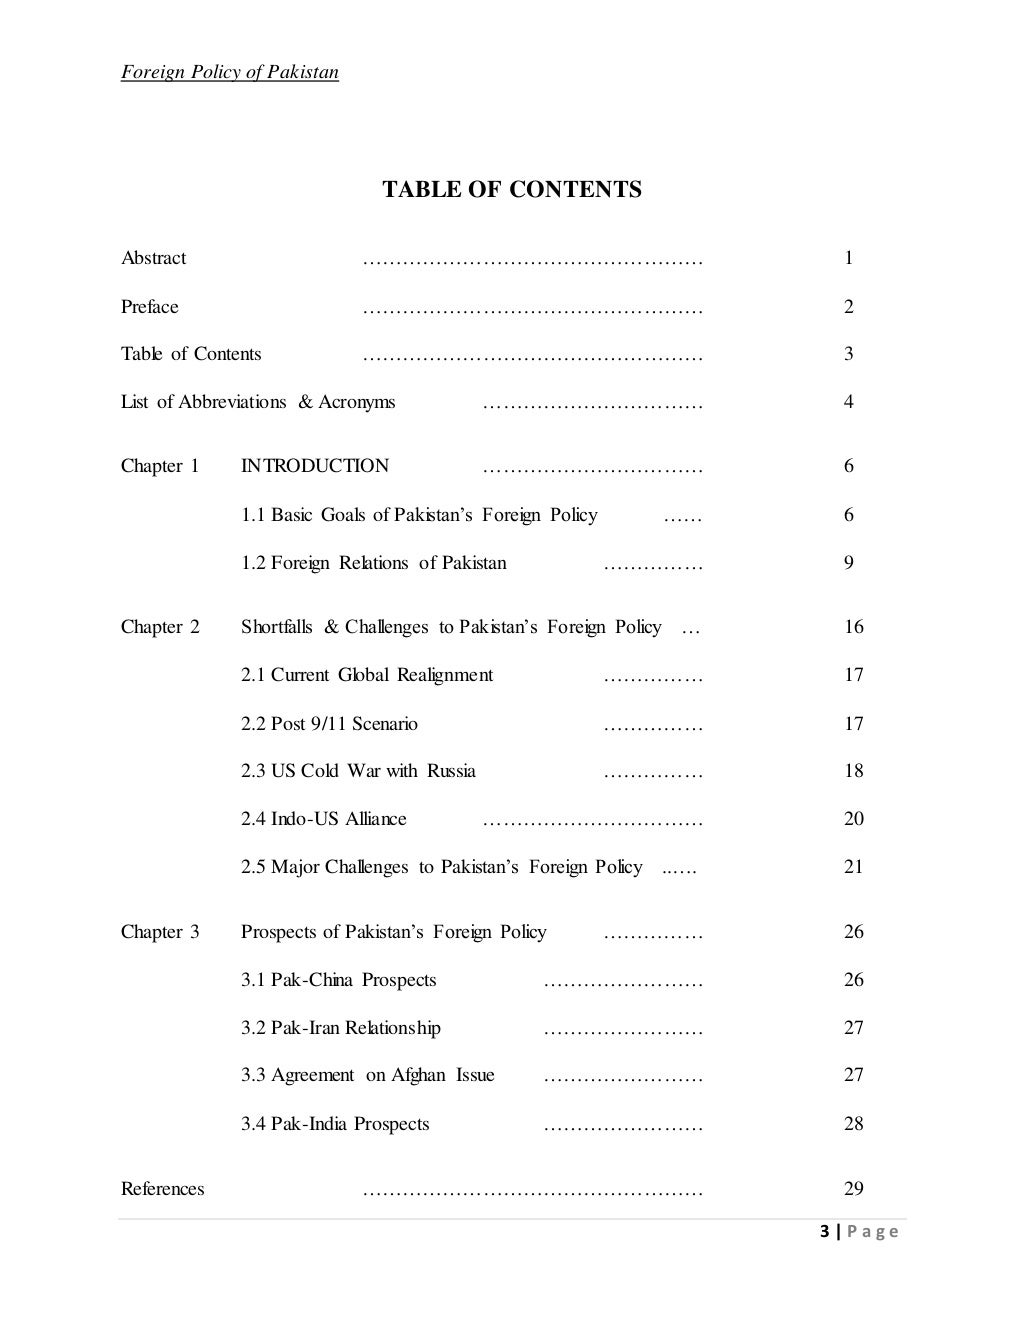 Foreign Policy of Pakistan
TABLE OF CONTENTS
Abstract …………………………………………… 1
Preface …………………………………………… 2
Table of Contents …………………………………………… 3
List of Abbreviations & Acronyms …………………………… 4
Chapter 1 INTRODUCTION …………………………… 6
1.1 Basic Goals of Pakistan’s Foreign Policy …… 6
1.2 Foreign Relations of Pakistan …………… 9
Chapter 2 Shortfalls & Challenges to Pakistan’s Foreign Policy … 16
2.1 Current Global Realignment …………… 17
2.2 Post 9/11 Scenario …………… 17
2.3 US Cold War with Russia …………… 18
2.4 Indo-US Alliance …………………………… 20
2.5 Major Challenges to Pakistan’s Foreign Policy ..…. 21
Chapter 3 Prospects of Pakistan’s Foreign Policy …………… 26
3.1 Pak-China Prospects …………………… 26
3.2 Pak-Iran Relationship …………………… 27
3.3 Agreement on Afghan Issue …………………… 27
3.4 Pak-India Prospects …………………… 28
References …………………………………………… 29
3 | Page